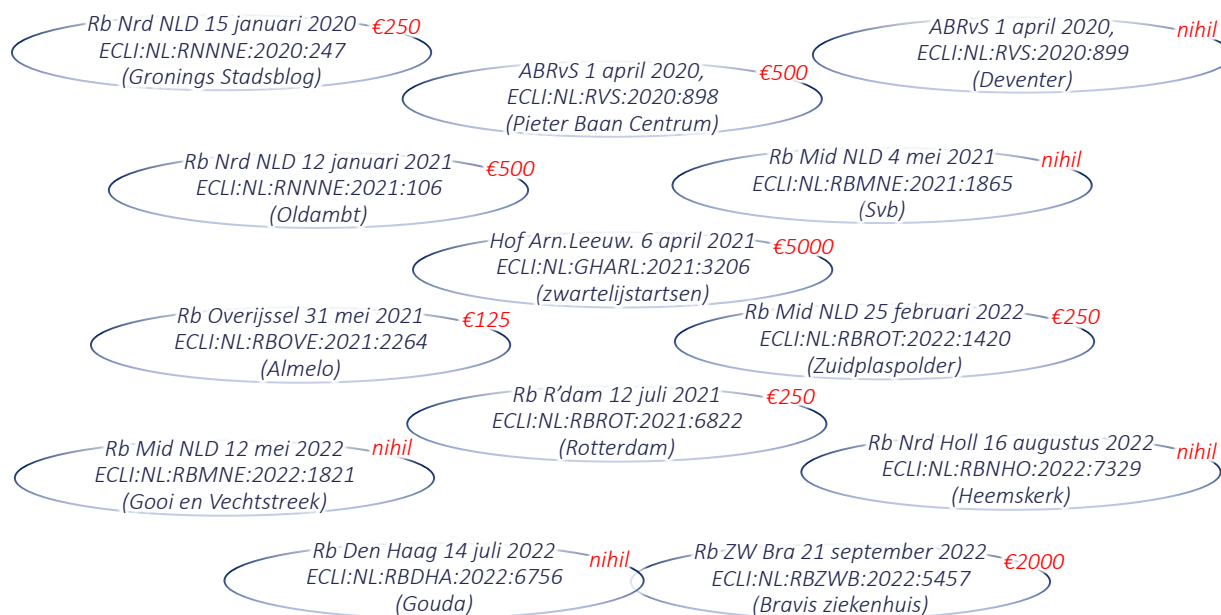 Rb Nrd NLD 15 januari 2020 €250
ECLI:NL:RNNNE:2020:247
(Gronings Stadsblog)
ABRvS 1 april 2020, €500
ECLI:NL:RVS:2020:898
(Pieter Baan Centrum)
ABRvS 1 april 2020, nihil
ECLI:NL:RVS:2020:899
(Deventer)
Rb Nrd NLD 12 januari 2021 €500
ECLI:NL:RNNNE:2021:106
(Oldambt)
Rb Mid NLD 4 mei 2021 nihil
ECLI:NL:RBMNE:2021:1865
(Svb)
Hof Arn.Leeuw. 6 april 2021 €5000
ECLI:NL:GHARL:2021:3206
(zwartelijstartsen)
Rb Overijssel 31 mei 2021 €125
ECLI:NL:RBOVE:2021:2264
(Almelo)
Rb Mid NLD 25 februari 2022 €250
ECLI:NL:RBROT:2022:1420
(Zuidplaspolder)
Rb R’dam 12 juli 2021 €250
ECLI:NL:RBROT:2021:6822
(Rotterdam)
Rb Mid NLD 12 mei 2022 nihil
ECLI:NL:RBMNE:2022:1821
(Gooi en Vechtstreek)
Rb Nrd Holl 16 augustus 2022 nihil
ECLI:NL:RBNHO:2022:7329
(Heemskerk)
Rb Den Haag 14 juli 2022 nihil
ECLI:NL:RBDHA:2022:6756
(Gouda)
Rb ZW Bra 21 september 2022 €2000
ECLI:NL:RBZWB:2022:5457
(Bravis ziekenhuis)